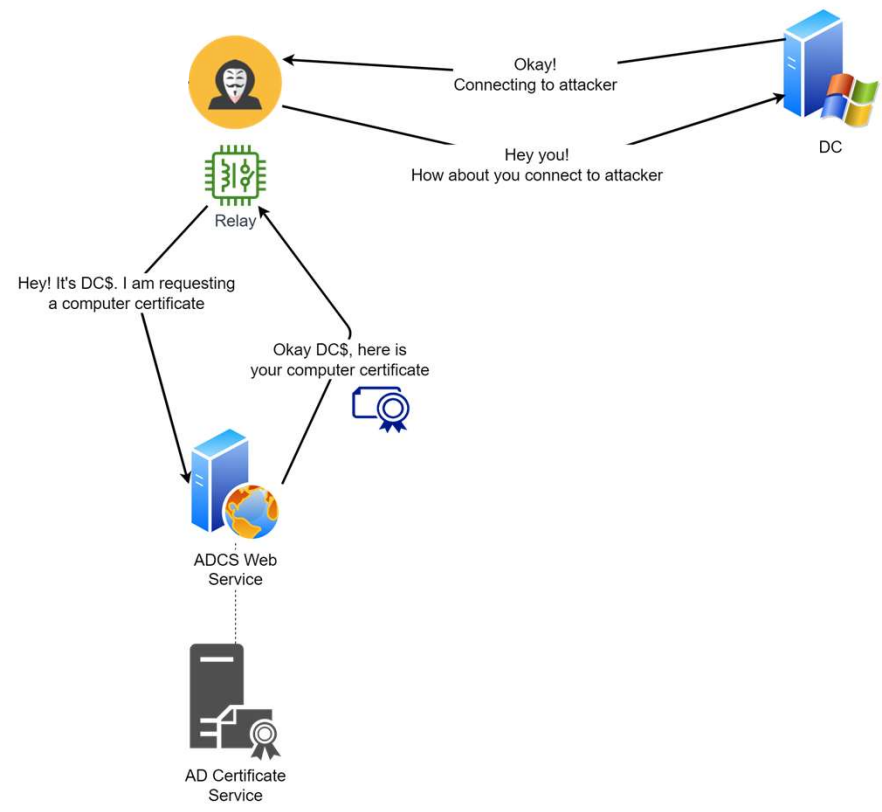 Okay!
Connecting to attacker
DC
Hey you!
How about you connect to attacker
Relay
Hey! It's DC$. I am requesting
a computer certificate
Okay DC$, here is
your computer certificate
ADCS Web
Service
AD Certificate
Service